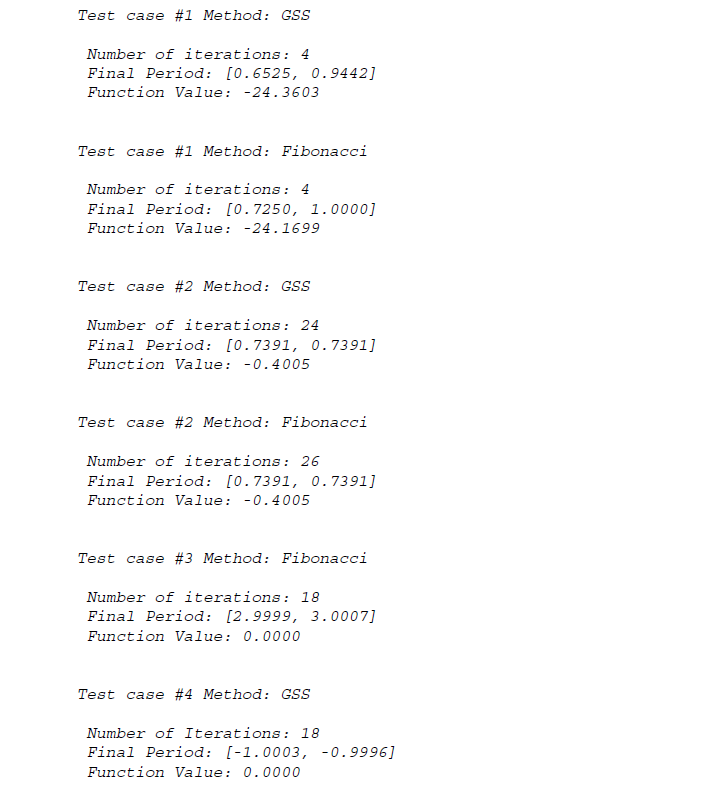 Test case #1 Method: GSS
Number of iterations: 4
Final Period: [0.6525, 0.9442]
Function Value: -24.3603
Test case #1 Method: Fibonacci
Number of iterations: 4
Final Period: [0.7250, 1.0000]
Function Value: -24.1699
Test case #2 Method: GSS
Number of iterations: 24
Final Period: [0.7391, 0.7391]
Function Value: -0.4005
Test case #2 Method: Fibonacci
Number of iterations: 26
Final Period: [0.7391, 0.7391]
Function Value: -0.4005
Test case #3 Method: Fibonacci
Number of iterations: 18
Final Period: [2.9999, 3.0007]
Function Value: 0.0000
Test case #4 Method: GSS
Number of Iterations: 18
Final Period: [-1.0003, -0.9996]
Function Value: 0.0000